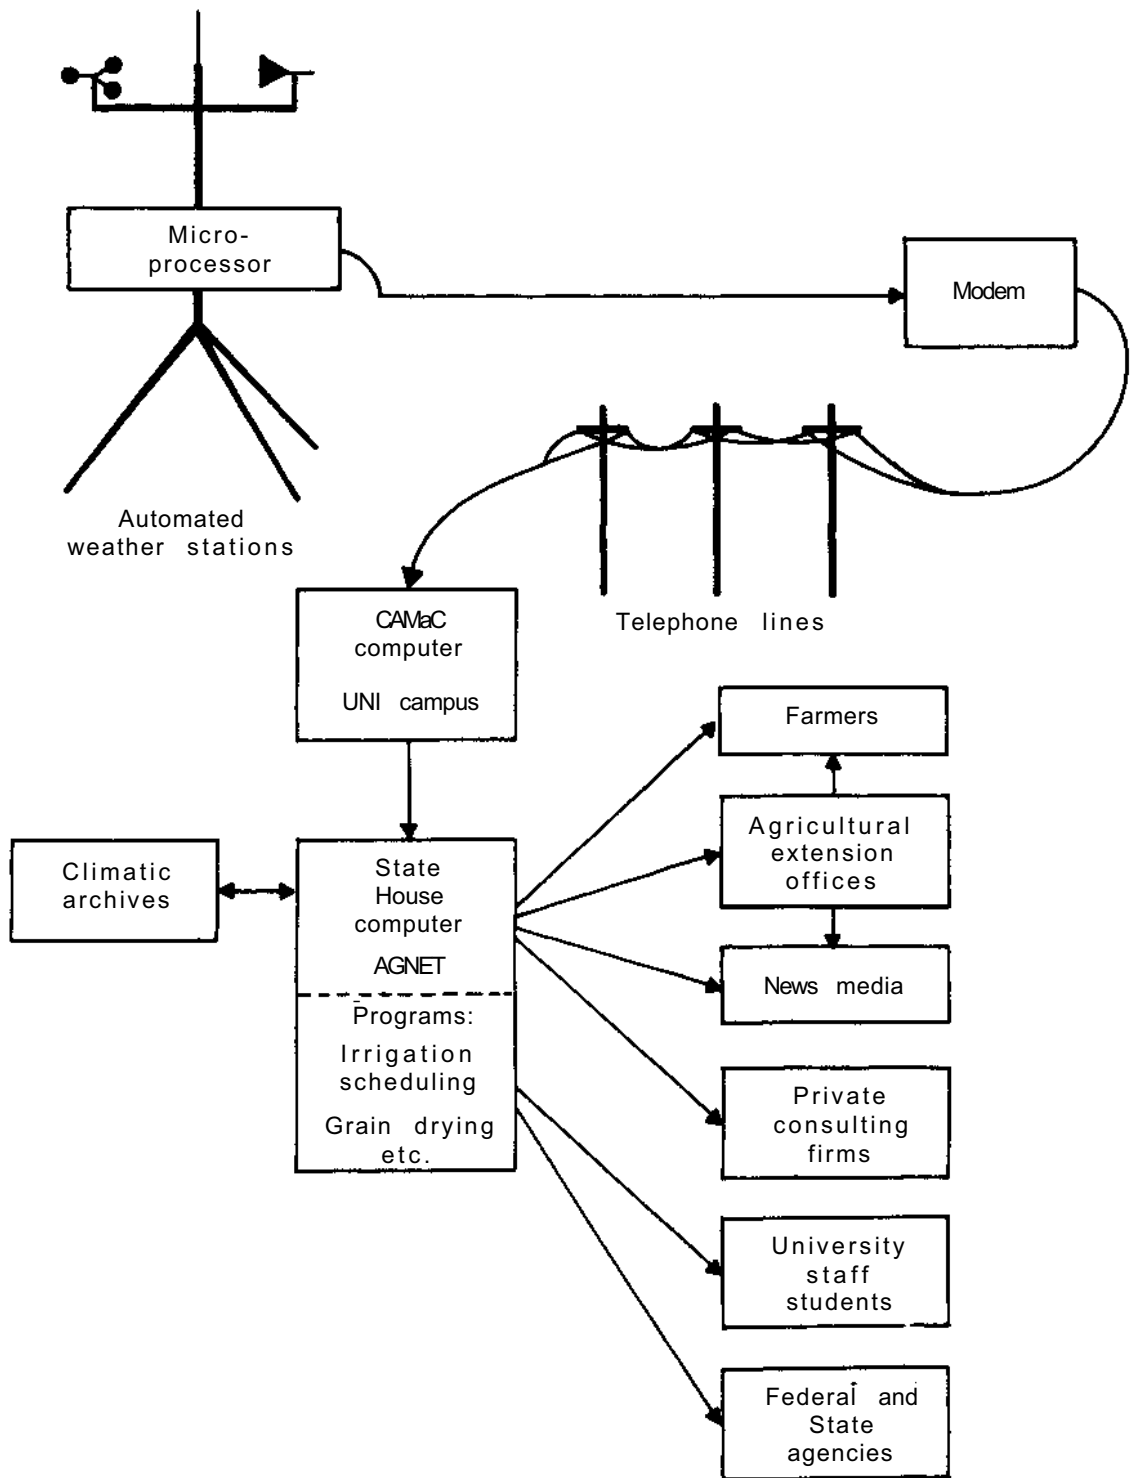 Micro-
processor
Modem
Automated
weather stations
Telephone lines
CAMaC
computer
UNI campus
Farmers
Agricultural
extension
offices
Climatic
archives
State
House
computer
AGNET
News media
Programs:
Irrigation
scheduling
Grain drying
etc.
Private
consulting
firms
University
staff
students
Federal and
State
agencies